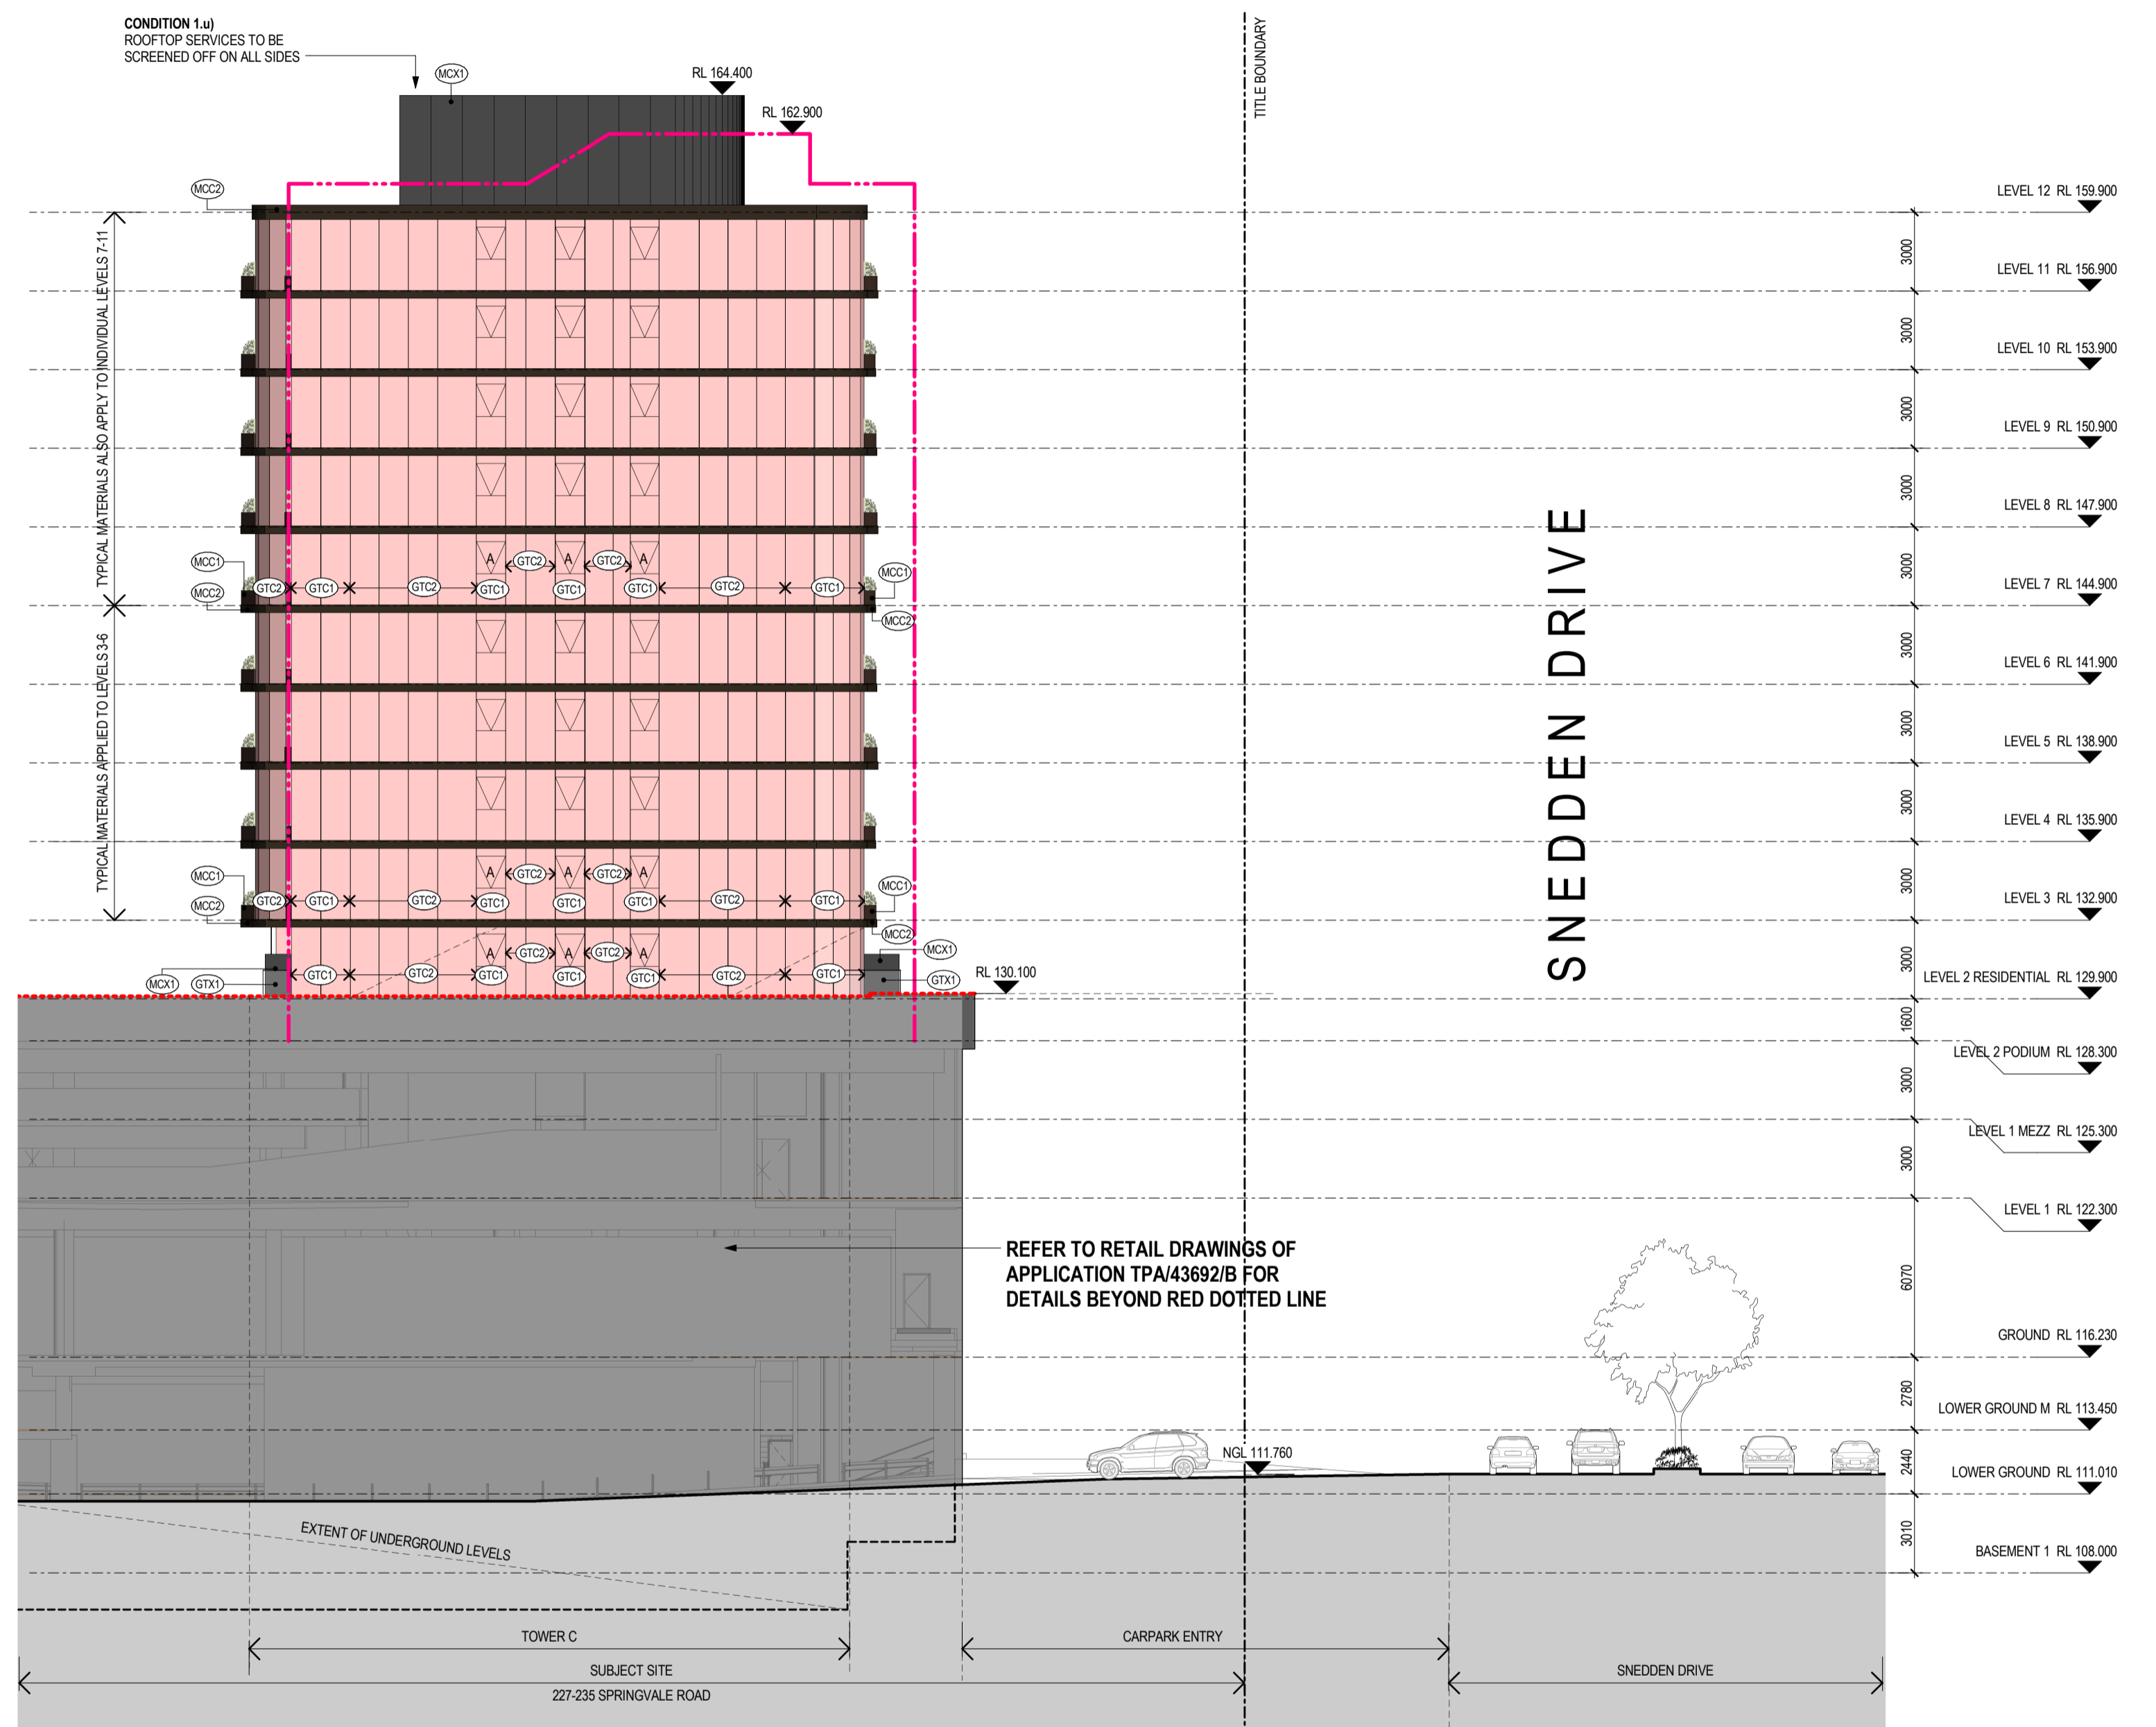 CONDITION 1.u)
ROOFTOP SERVICES TO BE
SCREENED OFF ON ALL SIDES
MCX1
RL 164.400
RL 162.900
TITLE BOUNDARY
MCC2
LEVEL 12 RL 159.900
3000
LEVEL 11 RL 156.900
3000
LEVEL 10 RL 153.900
3000
LEVEL 9 RL 150.900
3000
LEVEL 8 RL 147.900
3000
LEVEL 7 RL 144.900
3000
LEVEL 6 RL 141.900
3000
LEVEL 5 RL 138.900
3000
LEVEL 4 RL 135.900
3000
LEVEL 3 RL 132.900
3000
LEVEL 2 RESIDENTIAL RL 129.900
1600
LEVEL 2 PODIUM RL 128.300
3000
LEVEL 1 MEZZ RL 125.300
3000
LEVEL 1 RL 122.300
6070
GROUND RL 116.230
2780
LOWER GROUND M RL 113.450
2440
LOWER GROUND RL 111.010
3010
BASEMENT 1 RL 108.000
TYPICAL MATERIALS ALSO APPLY TO INDIVIDUAL LEVELS 7-11
TYPICAL MATERIALS APPLIED TO LEVELS 3-6
A GTC2 A GTC2 A
MCC1
MCC1
GTC2 GTC1 GTC2 GTC1 GTC1 GTC1 GTC2 GTC1
MCC2
MCC2
A GTC2 A GTC2 A
MCC1
MCC1
GTC2 GTC1 GTC2 GTC1 GTC1 GTC1 GTC2 GTC1
MCC2
MCC2
A GTC2 A GTC2 A
MCX1
GTC1 GTC2 GTC1 GTC1 GTC1 GTC2 GTC1
MCX1 GTX1
GTX1
RL 130.100
SNEDDEN DRIVE
REFER TO RETAIL DRAWINGS OF
APPLICATION TPA/43692/B FOR
DETAILS BEYOND RED DOTTED LINE
NGL 111.760
EXTENT OF UNDERGROUND LEVELS
TOWER C
CARPARK ENTRY
SUBJECT SITE
SNEDDEN DRIVE
227-235 SPRINGVALE ROAD